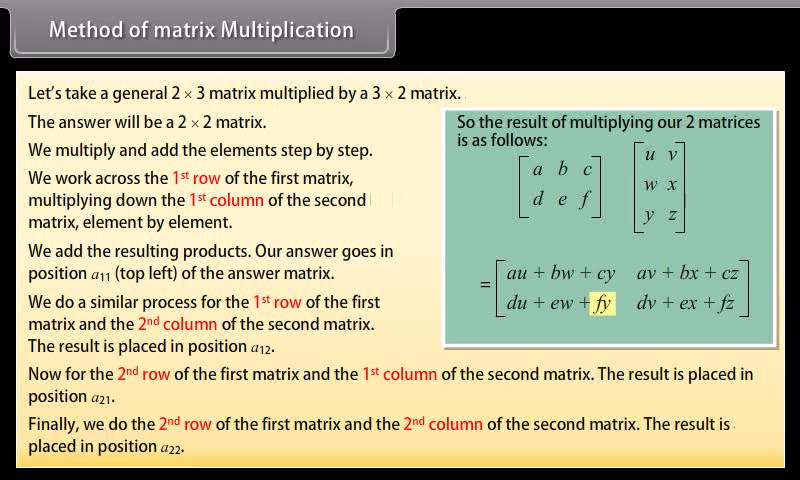 Method of matrix Multiplication
Let's take a general 2 × 3 matrix multiplied by a 3 × 2 matrix.
The answer will be a 2 × 2 matrix.
We multiply and add the elements step by step.
We work across the 1st row of the first matrix,
multiplying down the 1st column of the second
matrix, element by element.
We add the resulting products. Our answer goes in
position a11 (top left) of the answer matrix.
We do a similar process for the 1st row of the first
matrix and the 2nd column of the second matrix.
The result is placed in position a12.
Now for the 2nd row of the first matrix and the 1st column of the second matrix. The result is placed in
position a21.
Finally, we do the 2nd row of the first matrix and the 2nd column of the second matrix. The result is
placed in position a22.
So the result of multiplying our 2 matrices
is as follows:
a b c
d e f
u v
w x
y z
=
au + bw + cy av + bx + cz
du + ew + fy dv + ex + fz